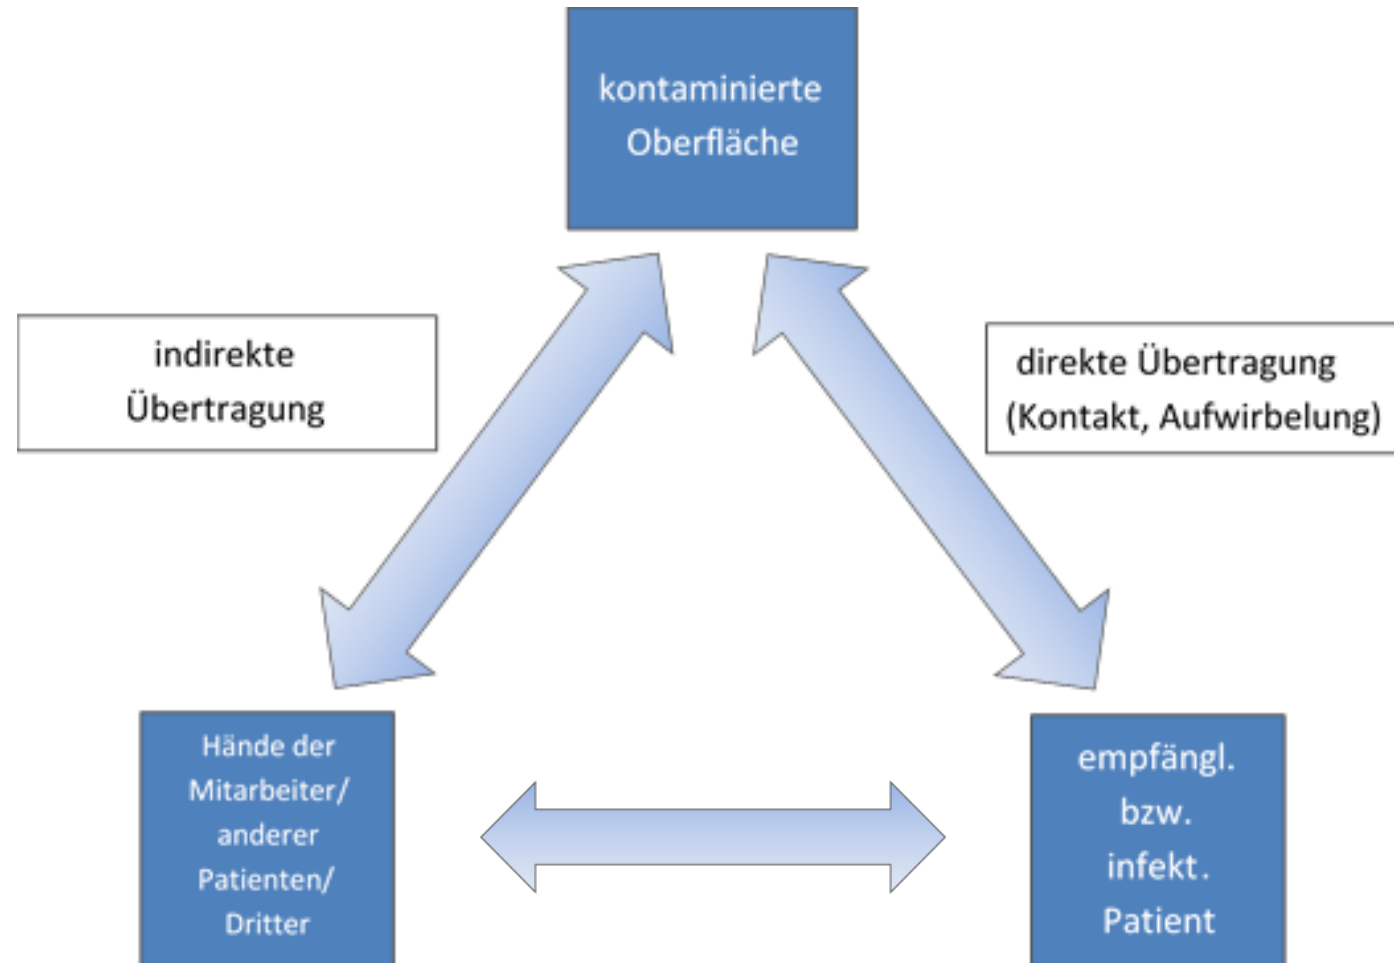 kontaminierte
Oberfläche
indirekte
Übertragung
direkte Übertragung
(Kontakt, Aufwirbelung)
Hände der
Mitarbeiter/
anderer
Patienten/
Dritter
empfängl.
bzw.
infekt.
Patient